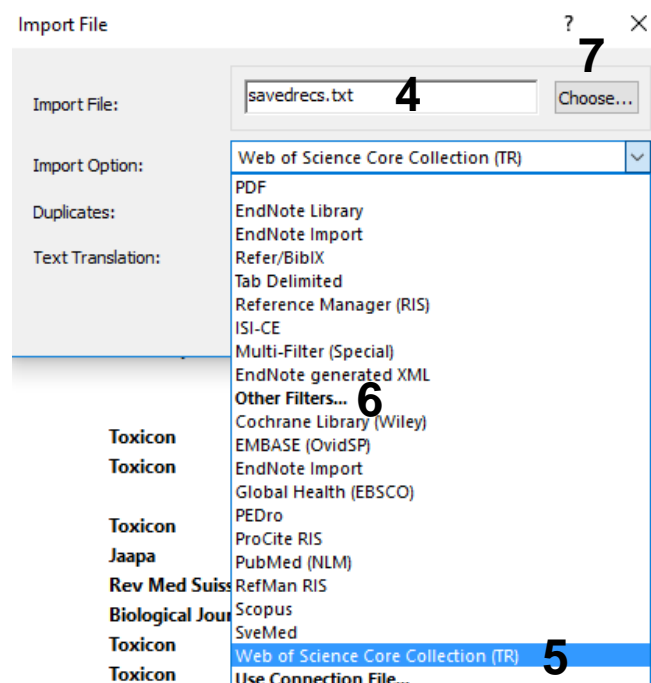 Import File ? ×
7
Import File: savedrecs.txt 4 Choose...
Import Option: Web of Science Core Collection (TR)
PDF
Duplicates: EndNote Library
EndNote Import
Text Translation: Refer/BibIX
Tab Delimited
Reference Manager (RIS)
ISI-CE
Multi-Filter (Special)
EndNote generated XML
Other Filters... 6
Cochrane Library (Wiley)
Toxicon EMBASE (OvidSP)
Toxicon EndNote Import
Global Health (EBSCO)
Toxicon PEDro
ProCite RIS
Jaapa PubMed (NLM)
Rev Med Suiss RefMan RIS
Biological Jour Scopus
SveMed
Toxicon Web of Science Core Collection (TR) 5
Toxicon Use Connection File...